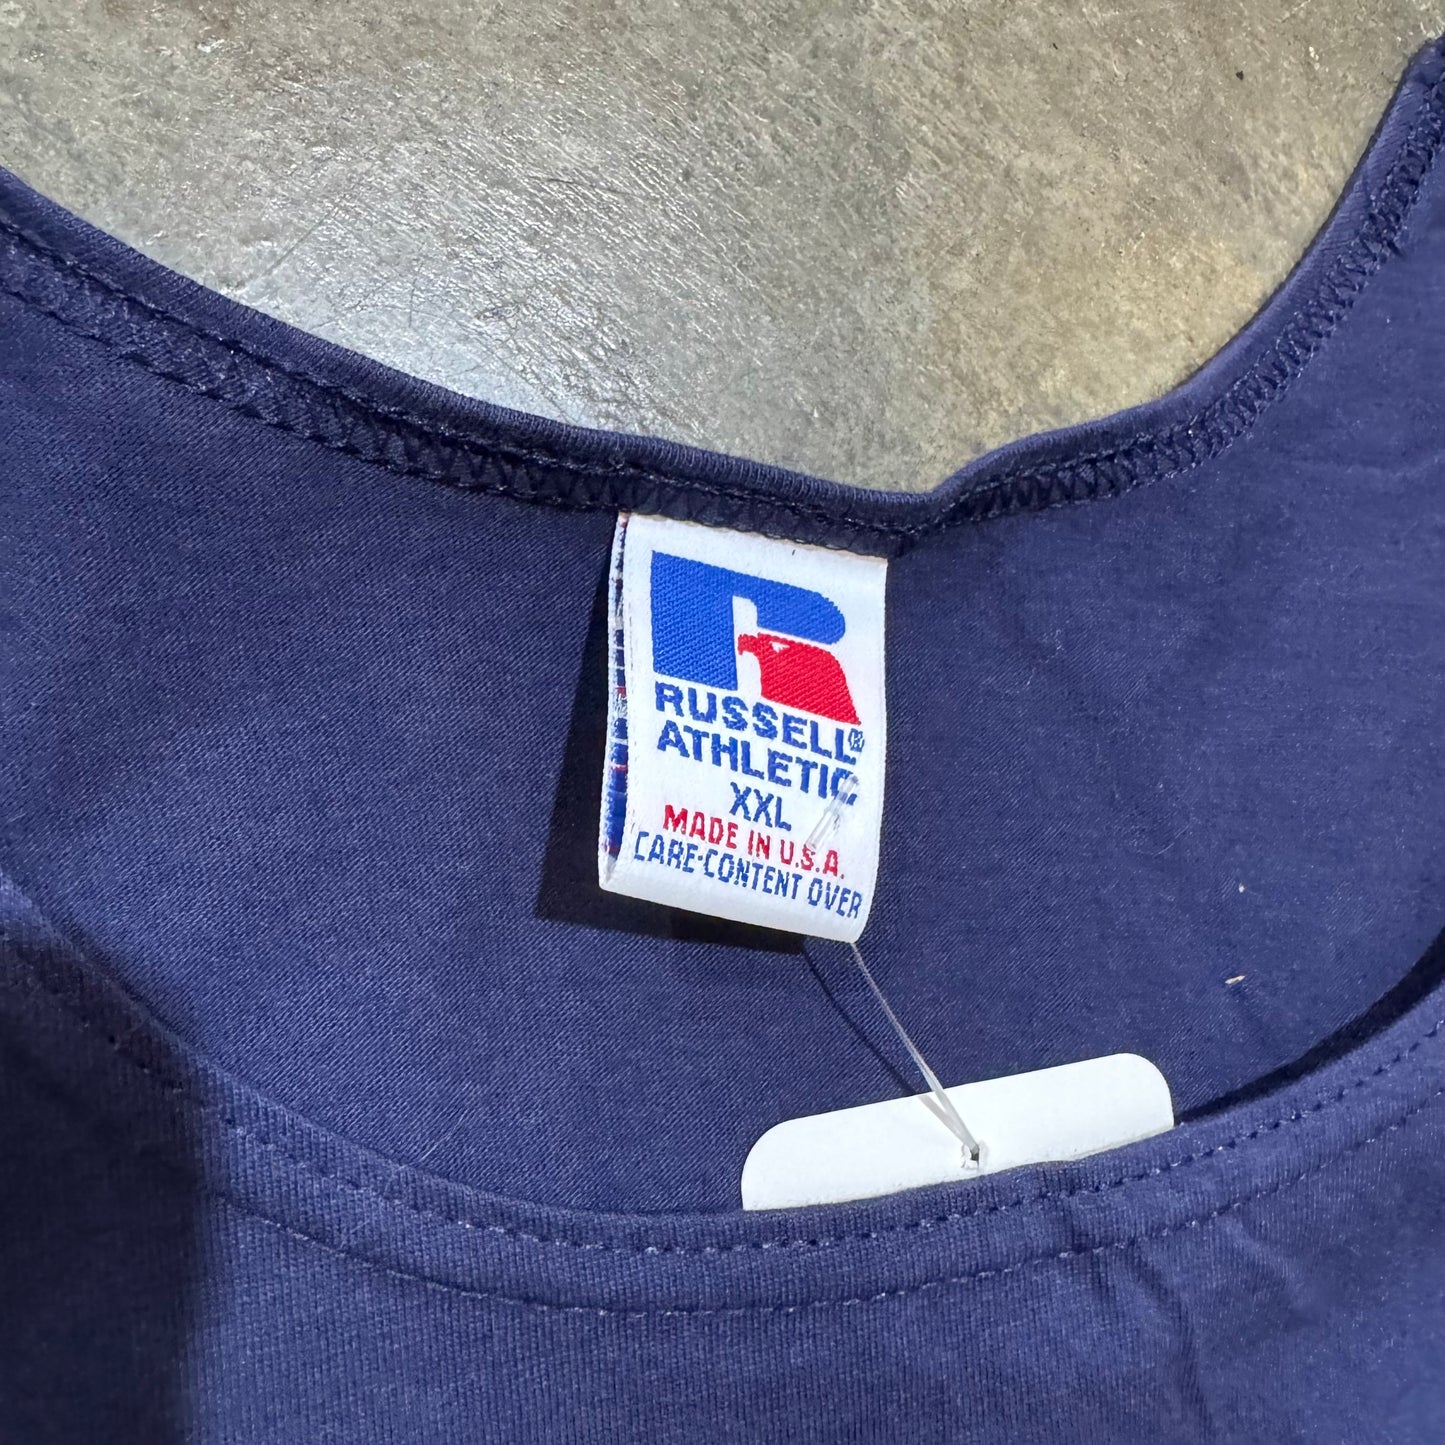 RUSSELL®
ATHLETIC
XXL
MADE IN U.S.A.
CARE-CONTENT OVER